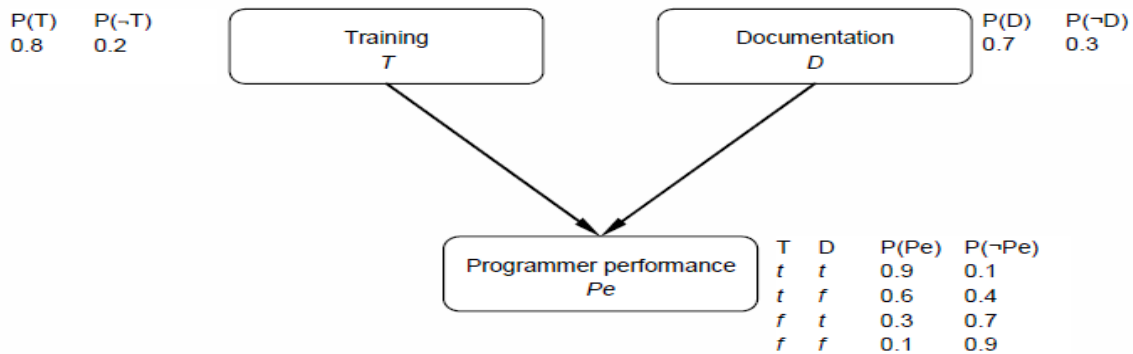 P(T) P(¬T)
0.8 0.2
Training
T
Documentation
D
P(D) P(¬D)
0.7 0.3
Programmer performance
Pe
T D P(Pe) P(¬Pe)
t t 0.9 0.1
t f 0.6 0.4
f t 0.3 0.7
f f 0.1 0.9